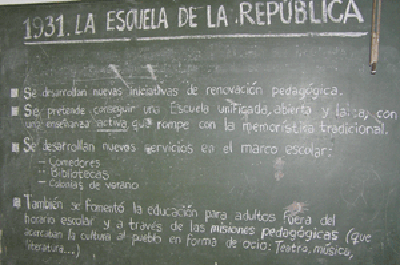 1931. LA ESCUELA DE LA REPÚBLICA
Se desarrollan nuevas iniciativas de renovación pedagógica.
Se pretende conseguir una Escuela unificada, abierta y laica, con
una enseñanza activa que rompe con la memorística tradicional.
Se desarrollan nuevos servicios en el marco escolar:
- Comedores
- Bibliotecas
- Colonias de verano
También se fomentó la educación para adultos fuera del
horario escolar y a través de las misiones pedagógicas (que
acercaban la cultura al pueblo en forma de ocio: Teatro, música,
literatura....)